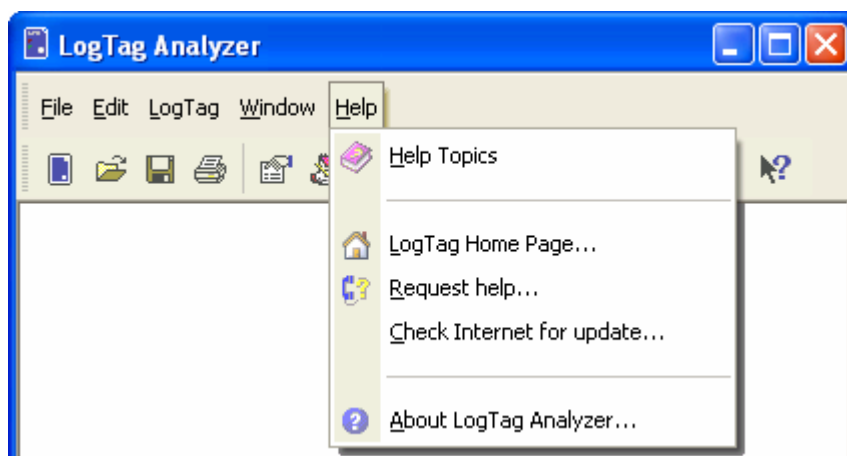 LogTag Analyzer
File Edit LogTag Window Help
Help Topics
LogTag Home Page...
Request help...
Check Internet for update...
About LogTag Analyzer...